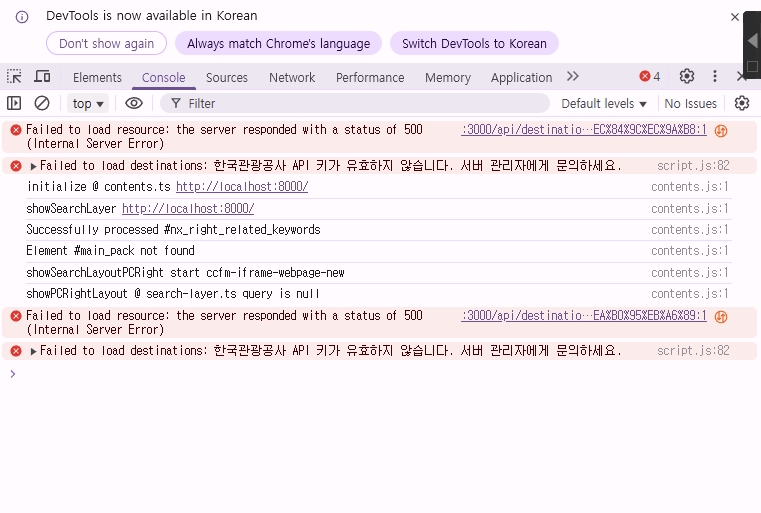 DevTools is now available in Korean
Don't show again
Always match Chrome's language
Switch DevTools to Korean
Elements Console Sources Network Performance Memory Application 4
top Filter Default levels No Issues
Failed to load resource: the server responded with a status of 500 :3000/api/destinatio…EC%84%9C%EC%9A%B8:1
(Internal Server Error)
Failed to load destinations: 한국관광공사 API 키가 유효하지 않습니다. 서버 관리자에게 문의하세요. script.js:82
initialize @ contents.ts http://localhost:8000/ contents.js:1
showSearchLayer http://localhost:8000/ contents.js:1
Successfully processed #nx_right_related_keywords contents.js:1
Element #main_pack not found contents.js:1
showSearchLayoutPCRight start ccfm-iframe-webpage-new contents.js:1
showPCRightLayout @ search-layer.ts query is null contents.js:1
Failed to load resource: the server responded with a status of 500 :3000/api/destinatio…EA%B0%95%EB%A6%89:1
(Internal Server Error)
Failed to load destinations: 한국관광공사 API 키가 유효하지 않습니다. 서버 관리자에게 문의하세요. script.js:82